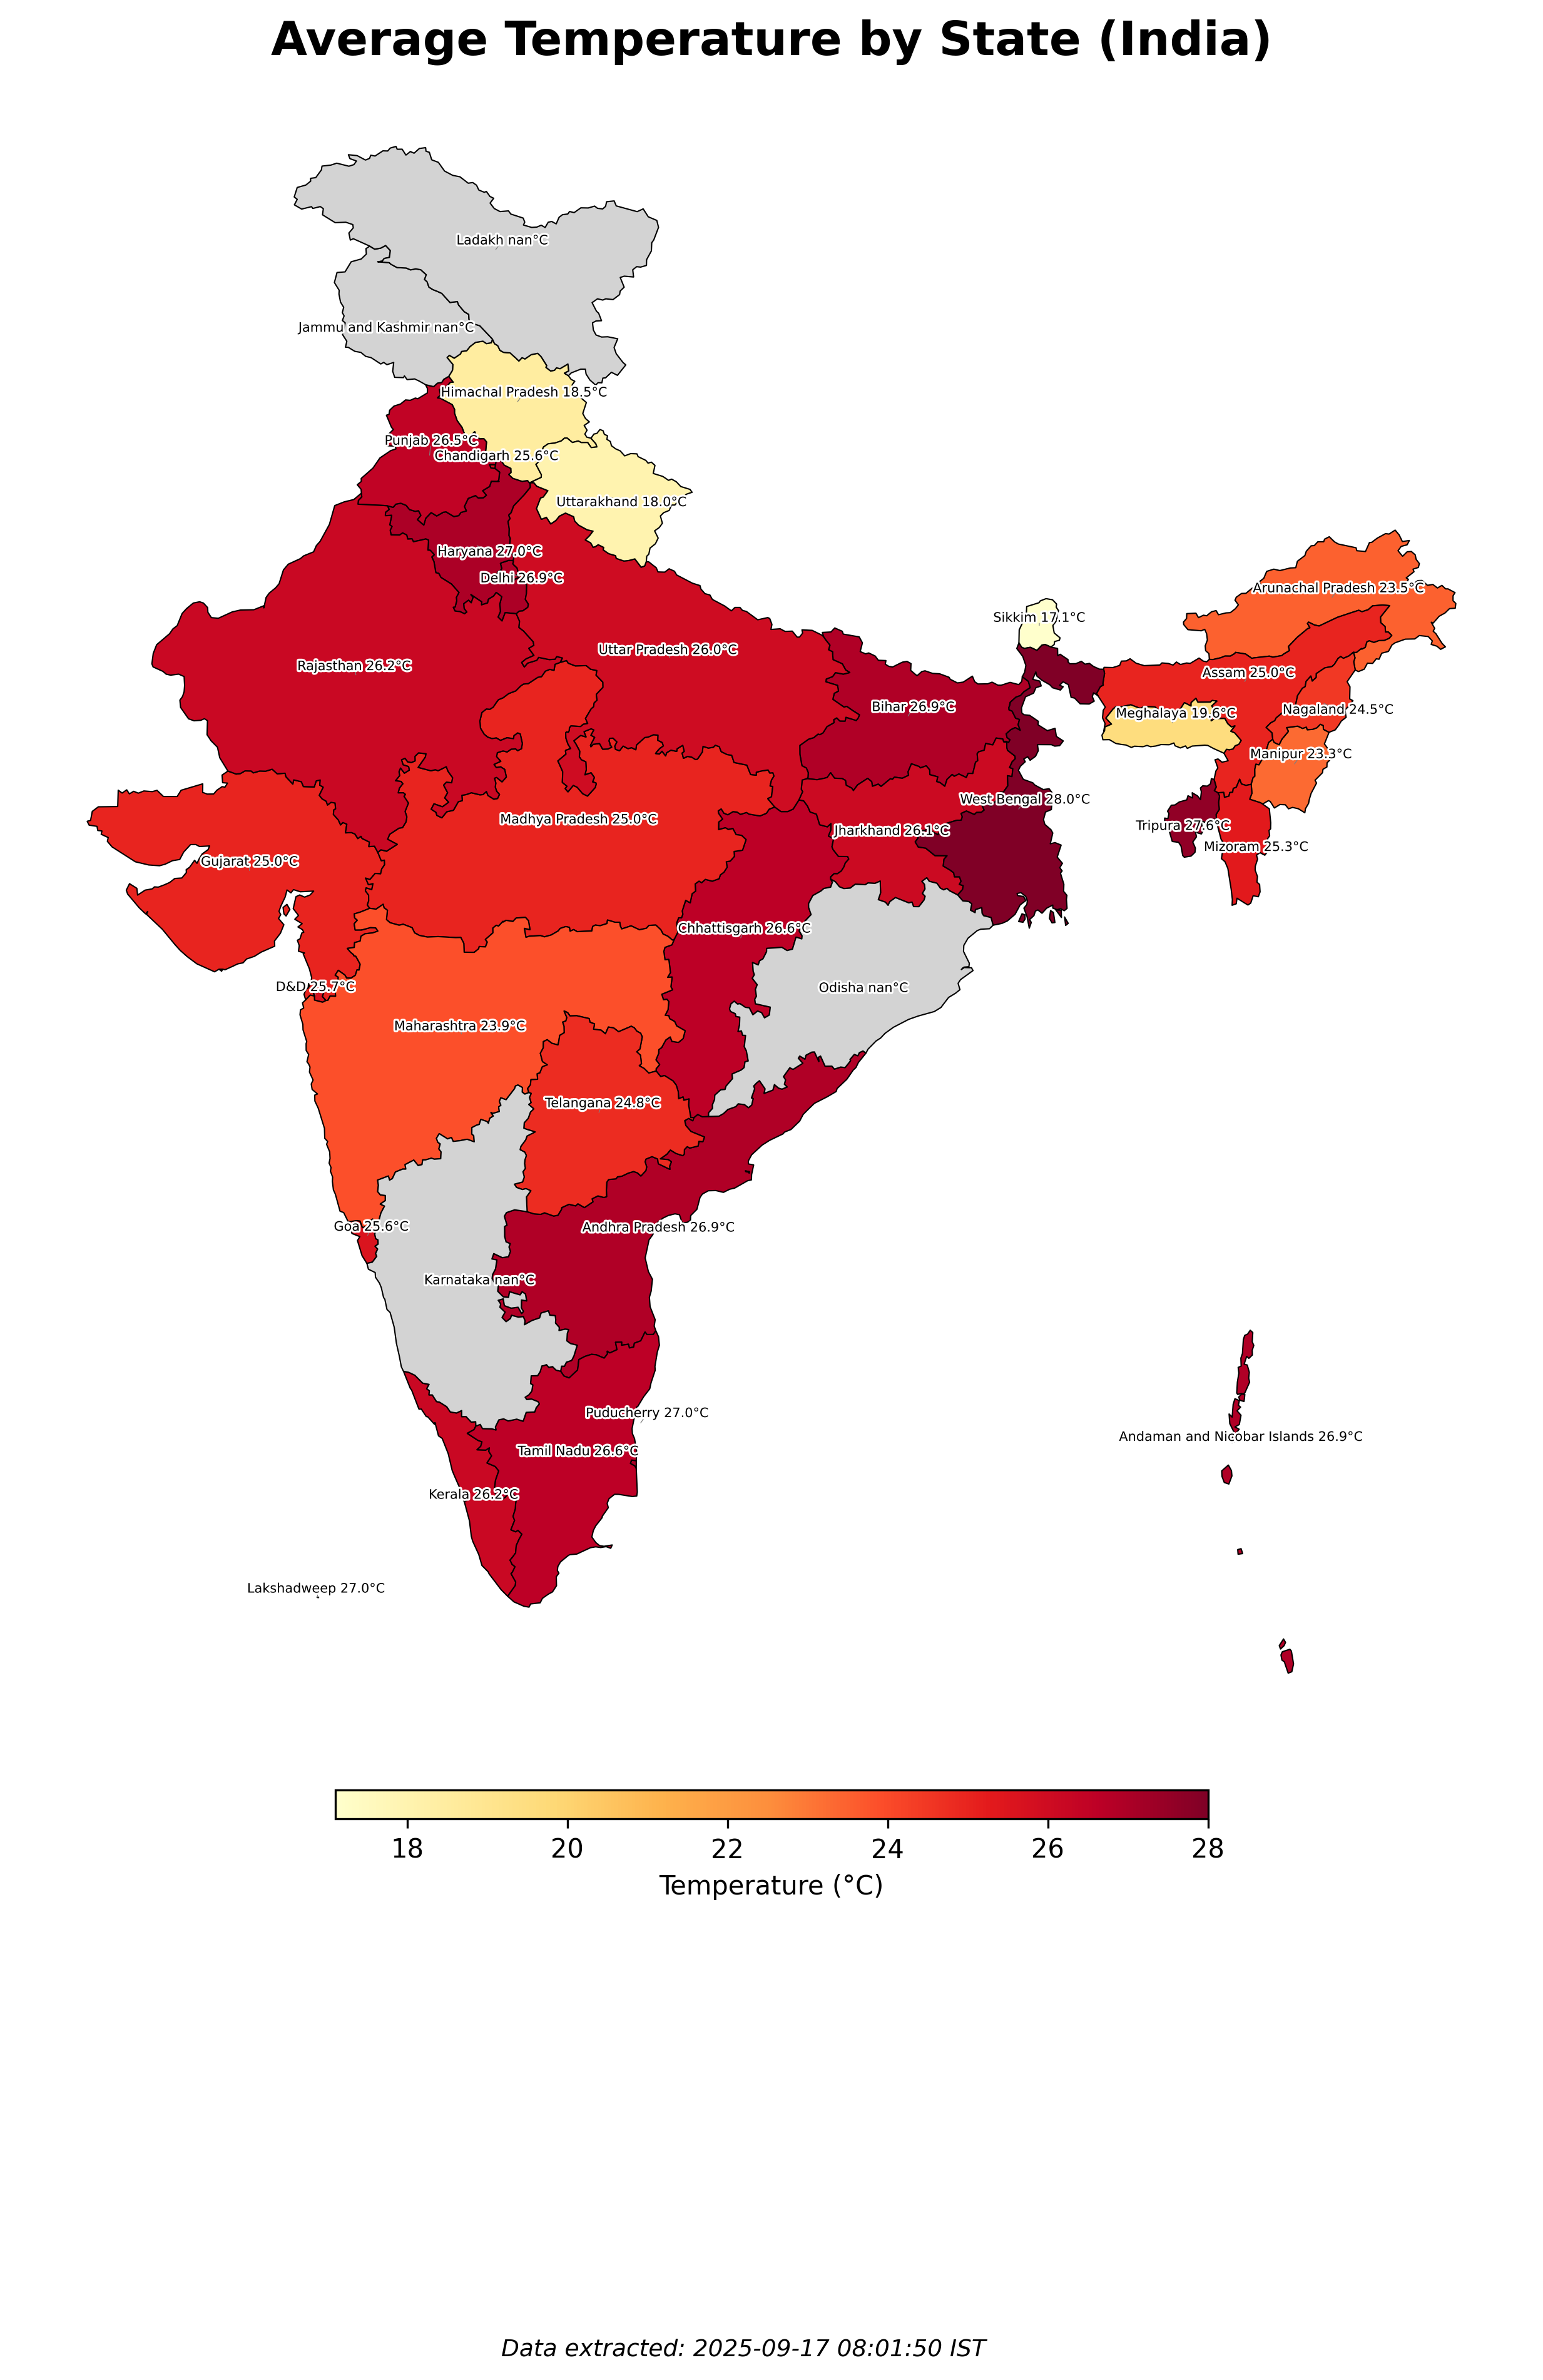 Average Temperature by State (India)
Ladakh nan°C
Jammu and Kashmir nan°C
Himachal Pradesh 18.5°C
Punjab 26.5°C
Chandigarh 25.6°C
Uttarakhand 18.0°C
Haryana 27.0°C
Delhi 26.9°C
Arunachal Pradesh 23.5°C
Sikkim 17.1°C
Uttar Pradesh 26.0°C
Rajasthan 26.2°C
Assam 25.0°C
Bihar 26.9°C
Nagaland 24.5°C
Meghalaya 19.6°C
Manipur 23.3°C
West Bengal 28.0°C
Madhya Pradesh 25.0°C
Tripura 27.6°C
Jharkhand 26.1°C
Mizoram 25.3°C
Gujarat 25.0°C
Chhattisgarh 26.6°C
D&D 25.7°C
Odisha nan°C
Maharashtra 23.9°C
Telangana 24.8°C
Goa 25.6°C
Andhra Pradesh 26.9°C
Karnataka nan°C
Puducherry 27.0°C
Andaman and Nicobar Islands 26.9°C
Tamil Nadu 26.6°C
Kerala 26.2°C
Lakshadweep 27.0°C
18 20 22 24 26 28
Temperature (°C)
Data extracted: 2025-09-17 08:01:50 IST